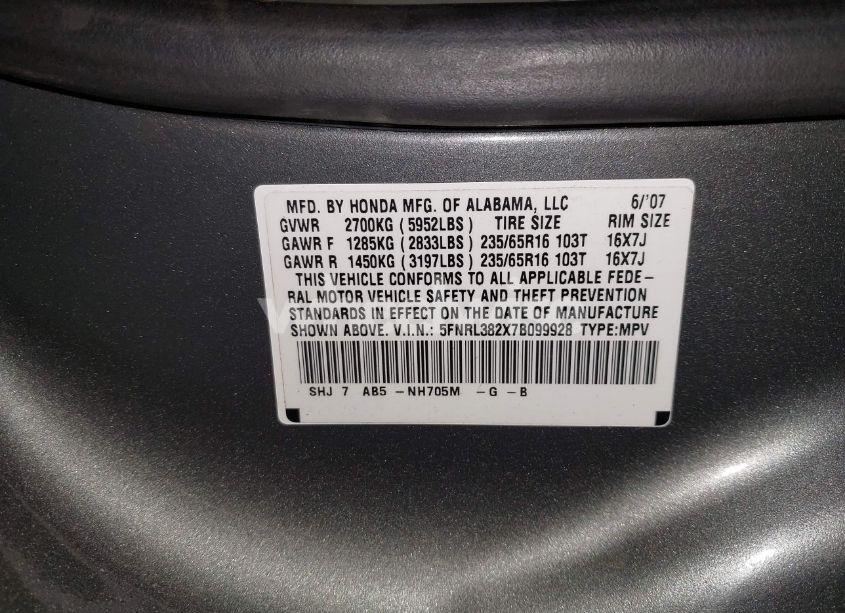 MFD. BY HONDA MFG. OF ALABAMA, LLC 6/'07
GVWR 2700KG (5952LBS) TIRE SIZE RIM SIZE
GAWR F 1285KG (2833LBS) 235/65R16 103T 16X7J
GAWR R 1450KG (3197LBS) 235/65R16 103T 16X7J
THIS VEHICLE CONFORMS TO ALL APPLICABLE FEDE-
RAL MOTOR VEHICLE SAFETY AND THEFT PREVENTION
STANDARDS IN EFFECT ON THE DATE OF MANUFACTURE
SHOWN ABOVE. V.I.N.: 5FNRL382X7B099928 TYPE:MPV
SHJ 7 AB5 -NH705M -G -B